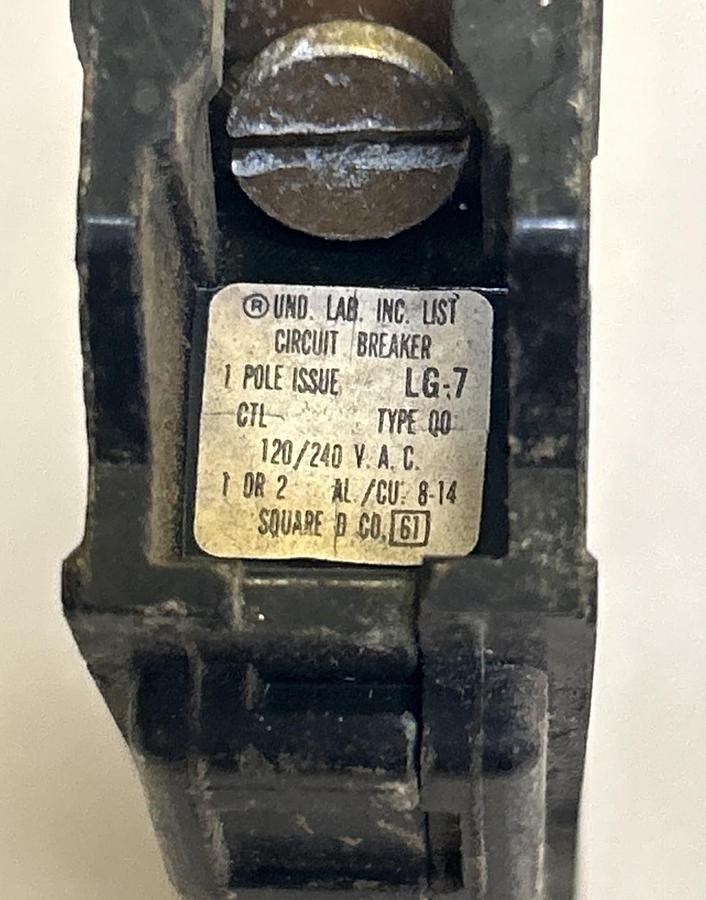 ® UND. LAB. INC. LIST
CIRCUIT BREAKER
1 POLE ISSUE LG-7
CTL TYPE QO
120/240 V.A.C.
1 OR 2 AL./CU. 8-14
SQUARE D CO. 61